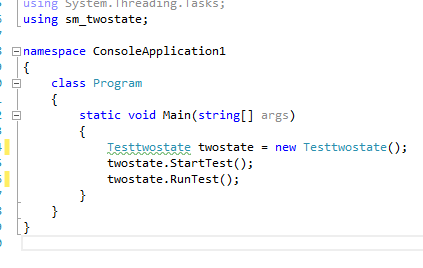 using System.Threading.Tasks;
using sm_twostate;
namespace ConsoleApplication1
{
class Program
{
static void Main(string[] args)
{
Testtwostate twostate = new Testtwostate();
twostate.StartTest();
twostate.RunTest();
}
}
}